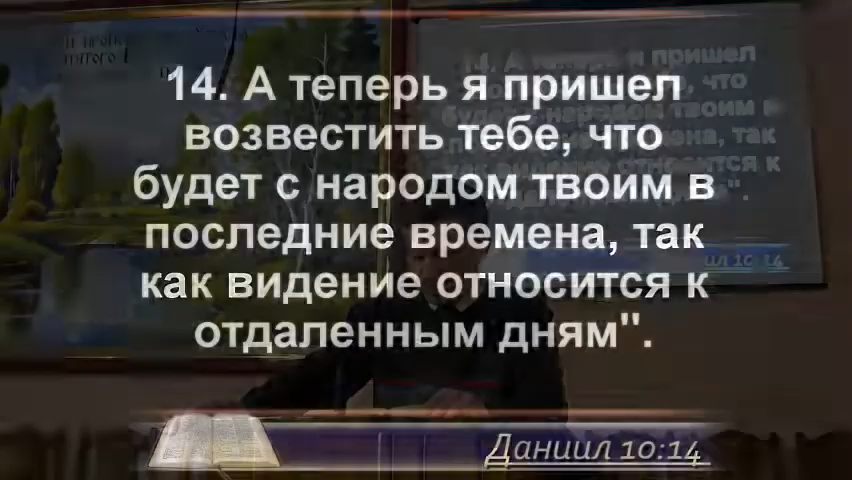 14. А теперь я пришел
возвестить тебе, что
будет с народом твоим в
последние времена, так
как видение относится к
отдаленным дням".
Даниил 10:14